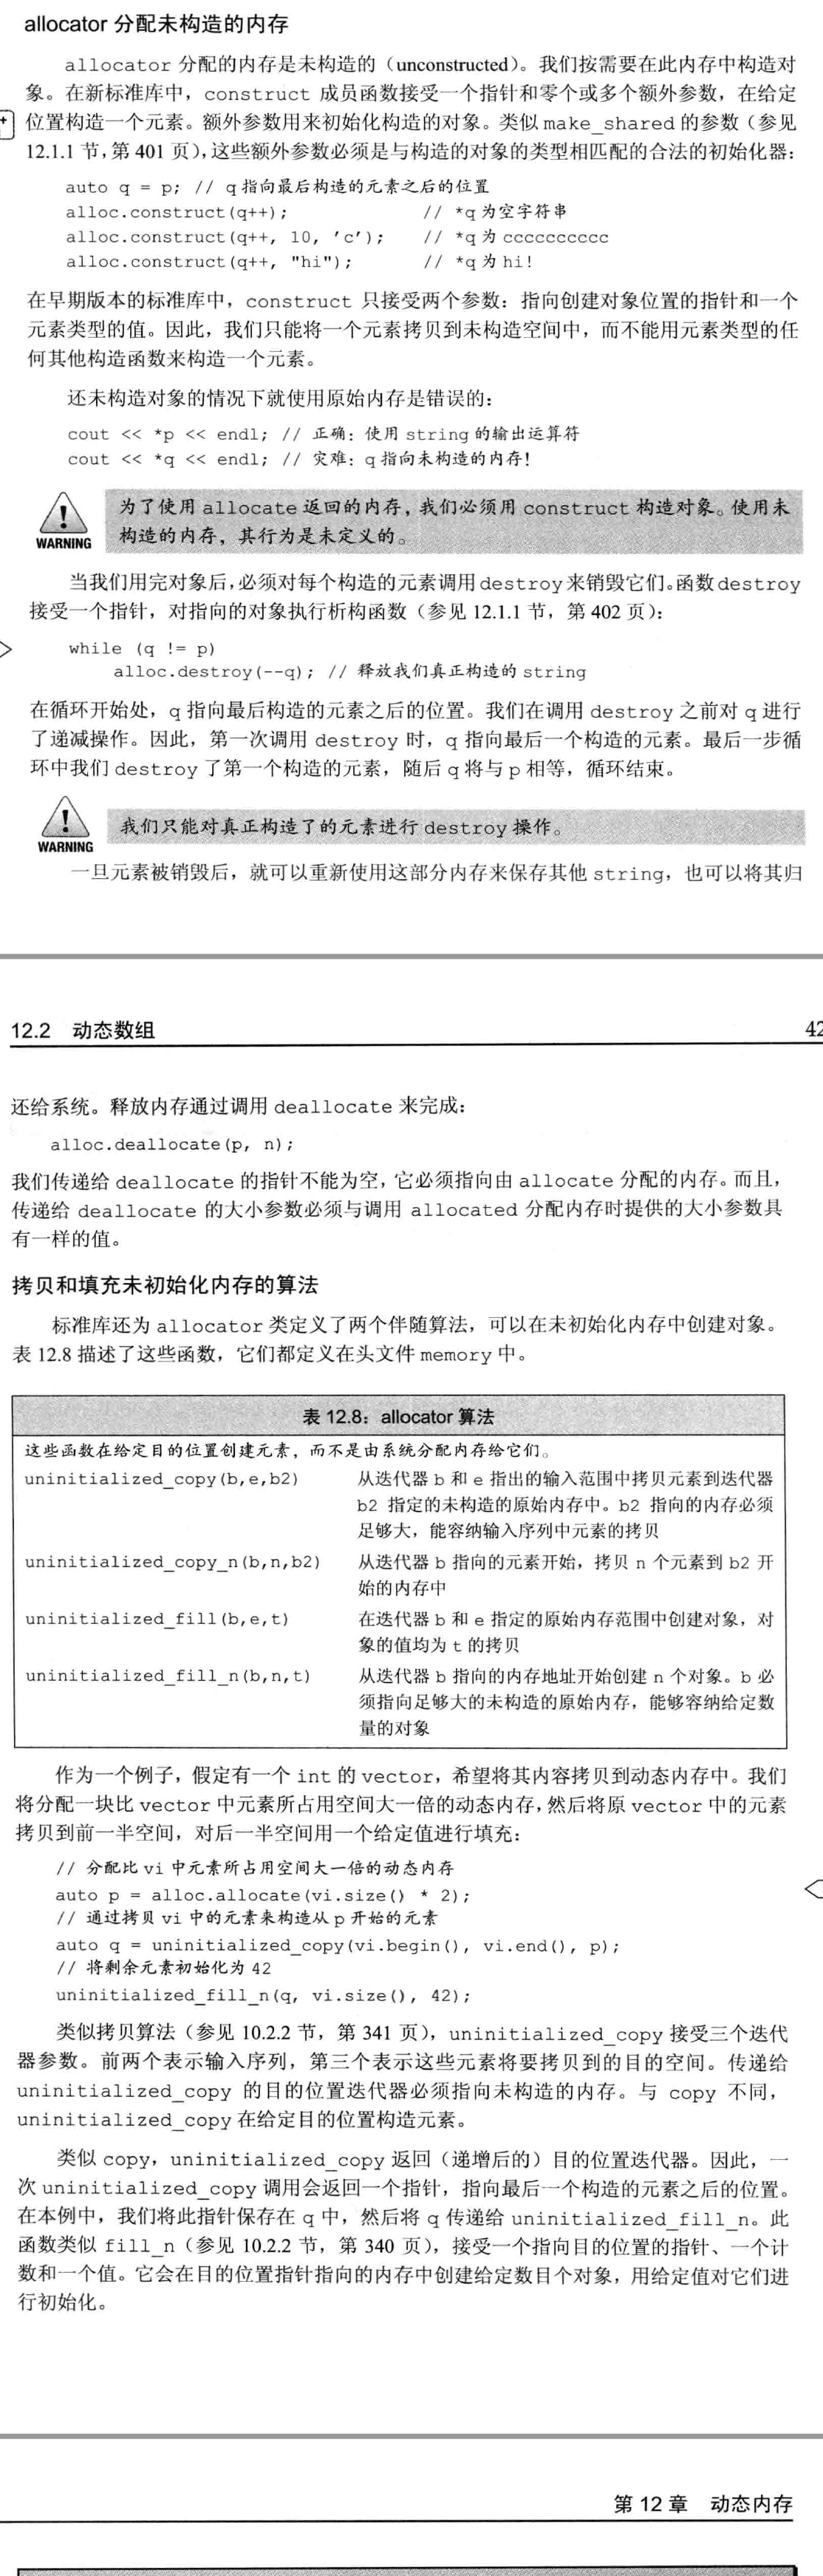 allocator 分配未构造的内存
allocator 分配的内存是未构造的（unconstructed）。我们按需要在此内存中构造对
象。在新标准库中，construct 成员函数接受一个指针和零个或多个额外参数，在给定
位置构造一个元素。额外参数用来初始化构造的对象。类似 make_shared 的参数（参见
12.1.1 节，第 401 页），这些额外参数必须是与构造的对象的类型相匹配的合法的初始化器：
auto q = p; // q 指向最后构造的元素之后的位置
alloc.construct(q++); // *q 为空字符串
alloc.construct(q++, 10, 'c'); // *q 为 cccccccccc
alloc.construct(q++, "hi"); // *q 为 hi!
在早期版本的标准库中，construct 只接受两个参数：指向创建对象位置的指针和一个
元素类型的值。因此，我们只能将一个元素拷贝到未构造空间中，而不能用元素类型的任
何其他构造函数来构造一个元素。
还未构造对象的情况下就使用原始内存是错误的：
cout << *p << endl; // 正确：使用 string 的输出运算符
cout << *q << endl; // 灾难：q 指向未构造的内存！
WARNING
为了使用 allocate 返回的内存，我们必须用 construct 构造对象。使用未
构造的内存，其行为是未定义的。
当我们用完对象后，必须对每个构造的元素调用 destroy 来销毁它们。函数 destroy
接受一个指针，对指向的对象执行析构函数（参见 12.1.1 节，第 402 页）：
while (q != p)
alloc.destroy(--q); // 释放我们真正构造的 string
在循环开始处，q 指向最后构造的元素之后的位置。我们在调用 destroy 之前对 q 进行
了递减操作。因此，第一次调用 destroy 时，q 指向最后一个构造的元素。最后一步循
环中我们 destroy 了第一个构造的元素，随后 q 将与 p 相等，循环结束。
WARNING
我们只能对真正构造了的元素进行 destroy 操作。
一旦元素被销毁后，就可以重新使用这部分内存来保存其他 string，也可以将其归
12.2 动态数组 42
还给系统。释放内存通过调用 deallocate 来完成：
alloc.deallocate(p, n);
我们传递给 deallocate 的指针不能为空，它必须指向由 allocate 分配的内存。而且，
传递给 deallocate 的大小参数必须与调用 allocated 分配内存时提供的大小参数具
有一样的值。
拷贝和填充未初始化内存的算法
标准库还为 allocator 类定义了两个伴随算法，可以在未初始化内存中创建对象。
表 12.8 描述了这些函数，它们都定义在头文件 memory 中。
表 12.8：allocator 算法
这些函数在给定目的位置创建元素，而不是由系统分配内存给它们。
uninitialized_copy(b,e,b2) 从迭代器 b 和 e 指出的输入范围中拷贝元素到迭代器
b2 指定的未构造的原始内存中。b2 指向的内存必须
足够大，能容纳输入序列中元素的拷贝
uninitialized_copy_n(b,n,b2) 从迭代器 b 指向的元素开始，拷贝 n 个元素到 b2 开
始的内存中
uninitialized_fill(b,e,t) 在迭代器 b 和 e 指定的原始内存范围中创建对象，对
象的值均为 t 的拷贝
uninitialized_fill_n(b,n,t) 从迭代器 b 指向的内存地址开始创建 n 个对象。b 必
须指向足够大的未构造的原始内存，能够容纳给定数
量的对象
作为一个例子，假定有一个 int 的 vector，希望将其内容拷贝到动态内存中。我们
将分配一块比 vector 中元素所占用空间大一倍的动态内存，然后将原 vector 中的元素
拷贝到前一半空间，对后一半空间用一个给定值进行填充：
// 分配比 vi 中元素所占用空间大一倍的动态内存
auto p = alloc.allocate(vi.size() * 2);
// 通过拷贝 vi 中的元素来构造从 p 开始的元素
auto q = uninitialized_copy(vi.begin(), vi.end(), p);
// 将剩余元素初始化为 42
uninitialized_fill_n(q, vi.size(), 42);
类似拷贝算法（参见 10.2.2 节，第 341 页），uninitialized_copy 接受三个迭代
器参数。前两个表示输入序列，第三个表示这些元素将要拷贝到的目的空间。传递给
uninitialized_copy 的目的位置迭代器必须指向未构造的内存。与 copy 不同，
uninitialized_copy 在给定目的位置构造元素。
类似 copy，uninitialized_copy 返回（递增后的）目的位置迭代器。因此，一
次 uninitialized_copy 调用会返回一个指针，指向最后一个构造的元素之后的位置。
在本例中，我们将此指针保存在 q 中，然后将 q 传递给 uninitialized_fill_n。此
函数类似 fill_n（参见 10.2.2 节，第 340 页），接受一个指向目的位置的指针、一个计
数和一个值。它会在目的位置指针指向的内存中创建给定数目个对象，用给定值对它们进
行初始化。
第 12 章 动态内存